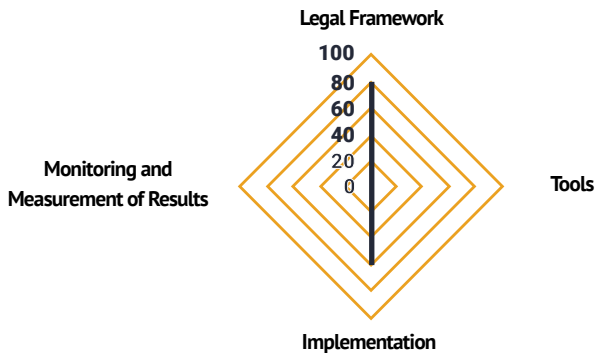 Legal Framework
100
80
60
40
20
0
Monitoring and
Measurement of Results
Tools
Implementation